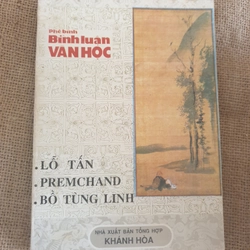 Phê bình
Bình luận
VĂN HỌC
. LỖ TẤN
. PREMCHAND
. BỒ TÙNG LINH
NHÀ XUẤT BẢN TỔNG HỢP
KHÁNH HÒA